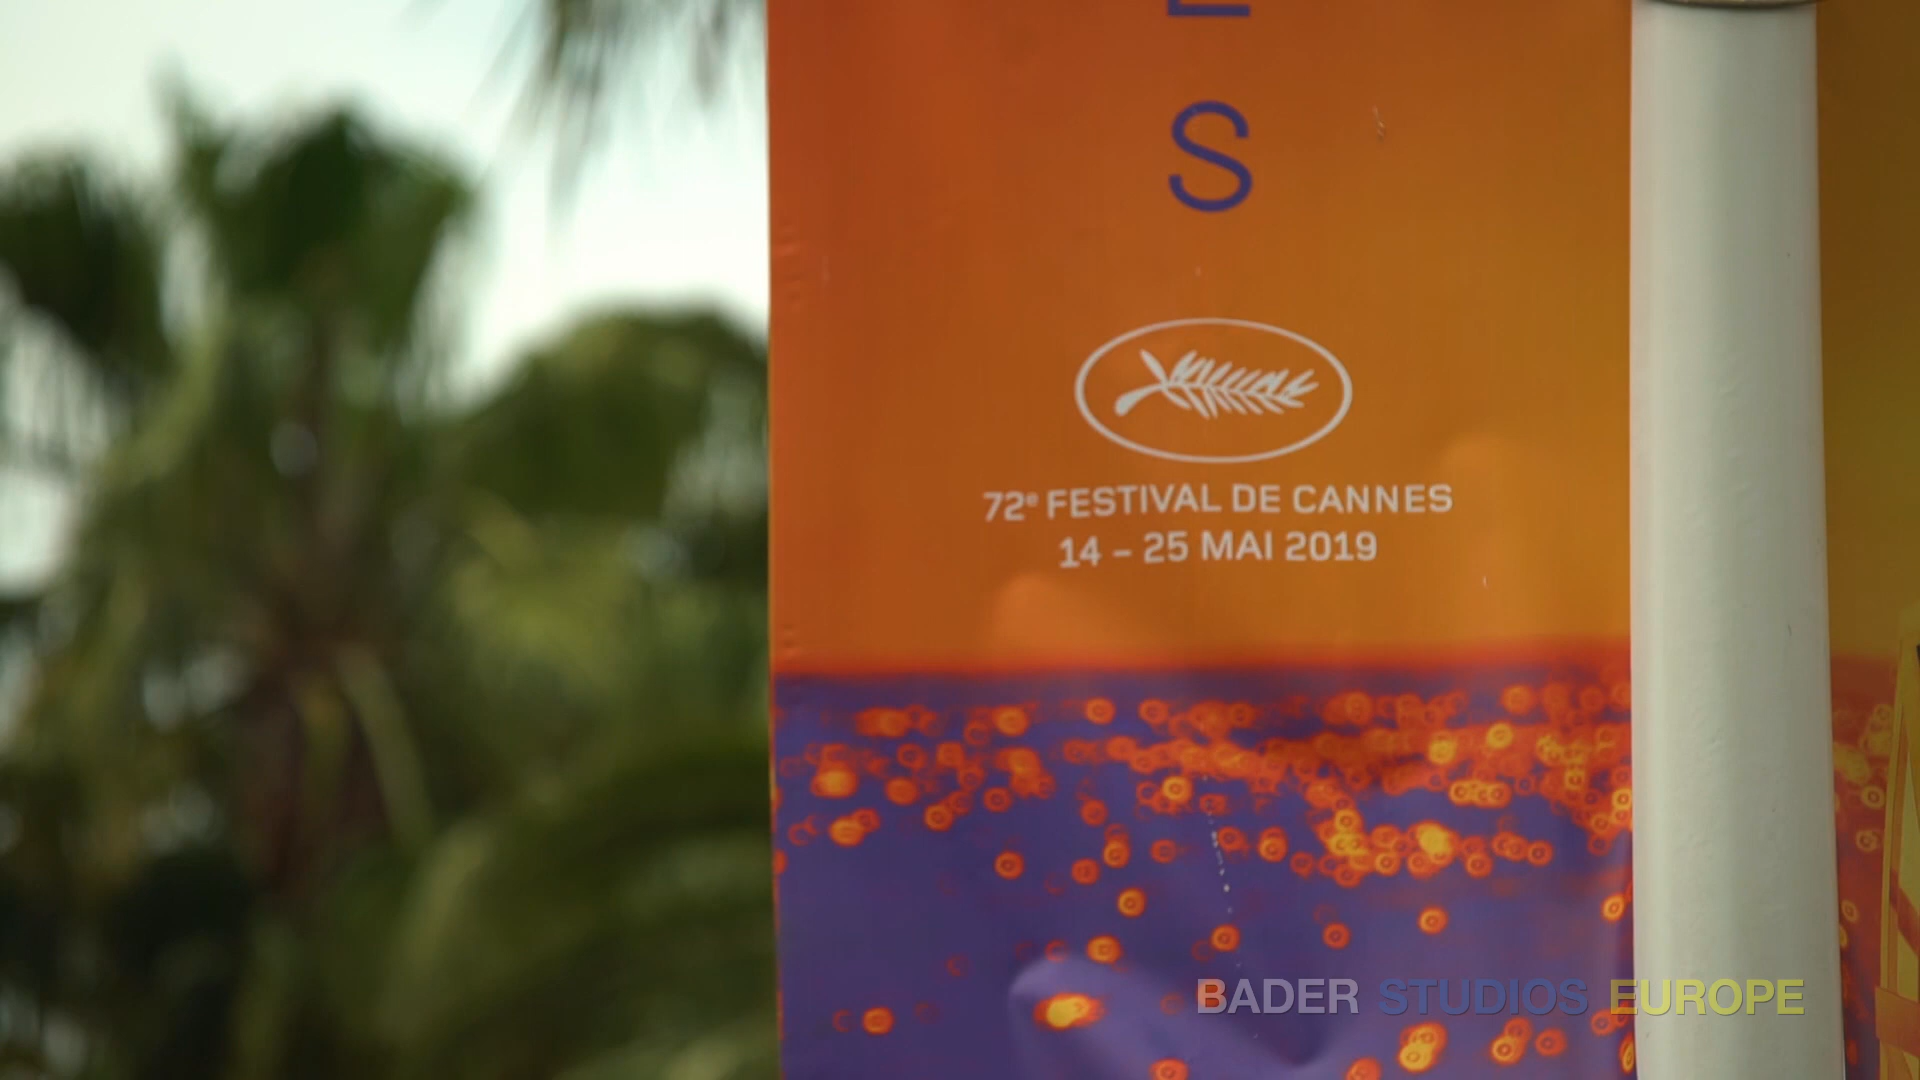 E
S
72e FESTIVAL DE CANNES
14 – 25 MAI 2019
BADER STUDIOS EUROPE